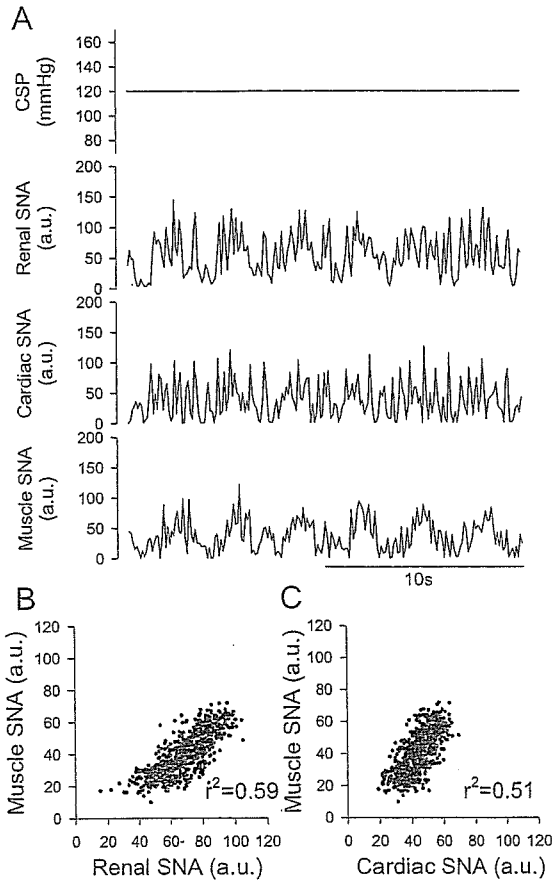 A
CSP
(mmHg)
160
140
120
100
80
Renal SNA
(a.u.)
200
150
100
50
0
Cardiac SNA
(a.u.)
200
150
100
50
0
Muscle SNA
(a.u.)
200
150
100
50
0
10s
B
Muscle SNA (a.u.)
120
100
80
60
40
20
0
r²=0.59
0 20 40 60 80 100 120
Renal SNA (a.u.)
C
Muscle SNA (a.u.)
120
100
80
60
40
20
0
r²=0.51
0 20 40 60 80 100 120
Cardiac SNA (a.u.)